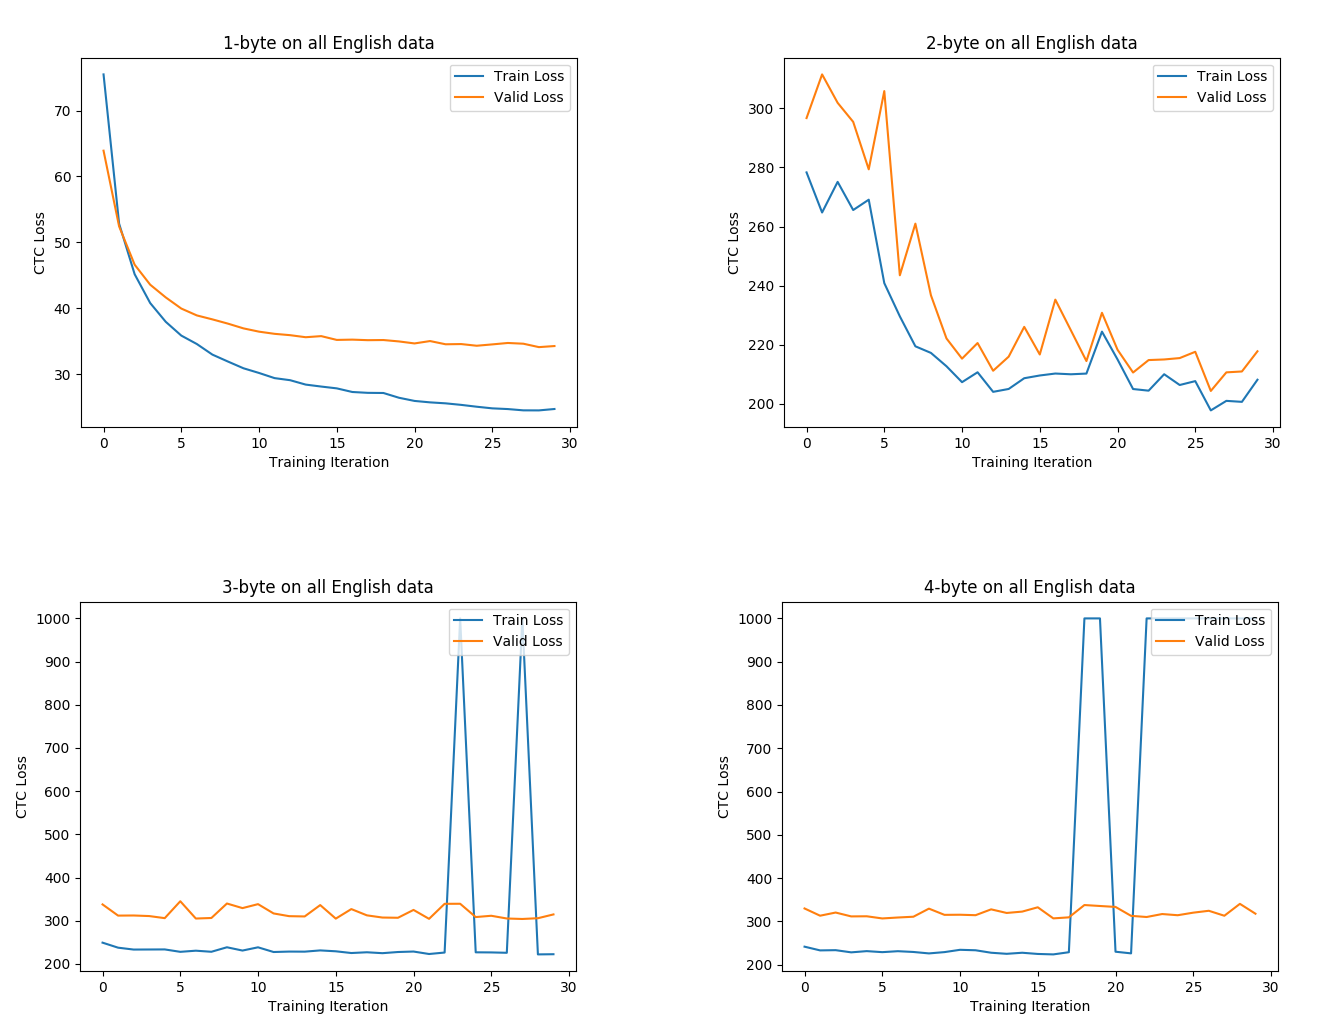 1-byte on all English data
Train Loss
Valid Loss
70
60
50
40
30
CTC Loss
0 5 10 15 20 25 30
Training Iteration
2-byte on all English data
Train Loss
Valid Loss
300
280
260
240
220
200
CTC Loss
0 5 10 15 20 25 30
Training Iteration
3-byte on all English data
Train Loss
Valid Loss
1000
900
800
700
600
500
400
300
200
CTC Loss
0 5 10 15 20 25 30
Training Iteration
4-byte on all English data
Train Loss
Valid Loss
1000
900
800
700
600
500
400
300
200
CTC Loss
0 5 10 15 20 25 30
Training Iteration